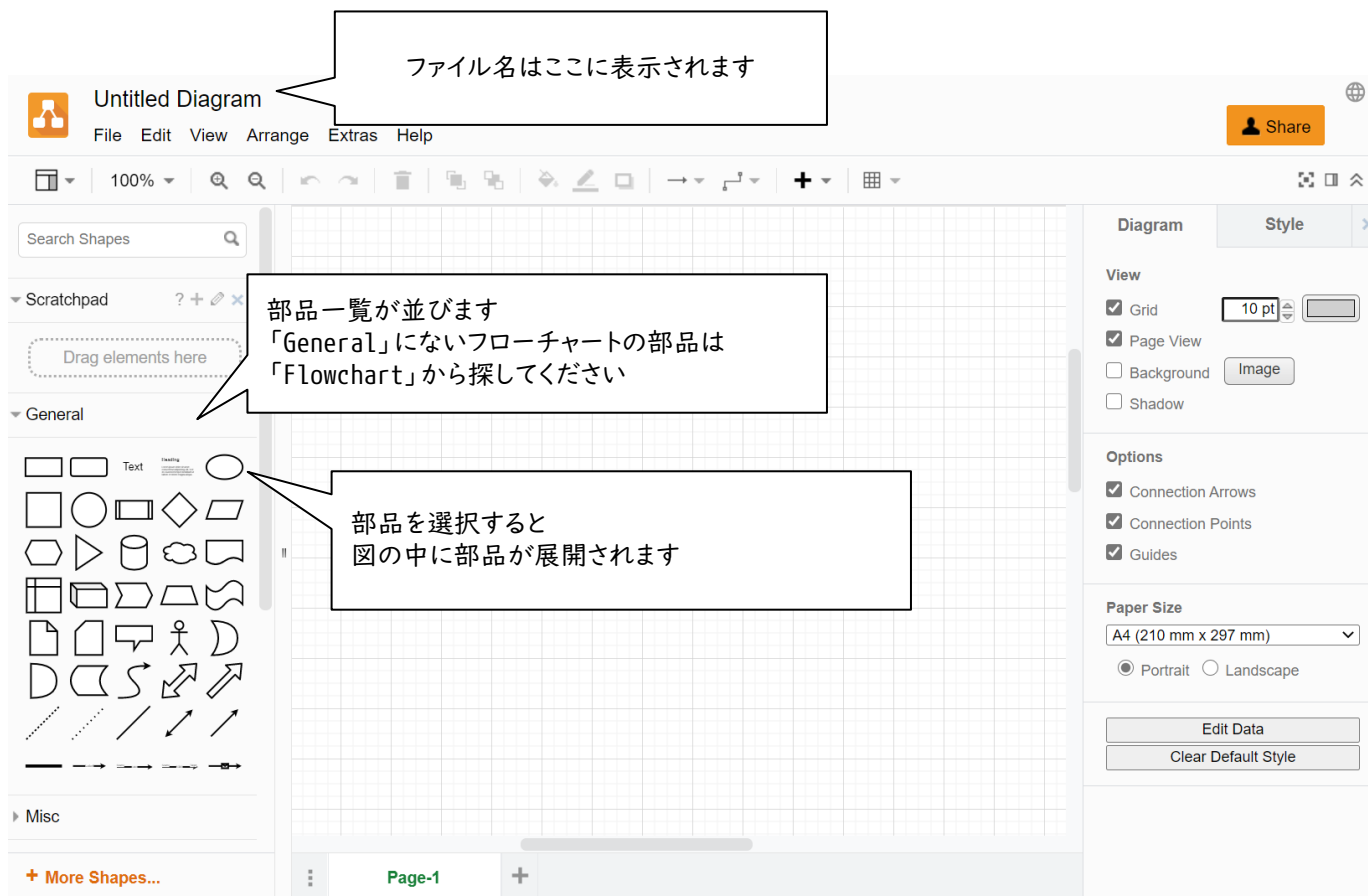 ファイル名はここに表示されます
Untitled Diagram
File Edit View Arrange Extras Help
Share
100%
Search Shapes
Diagram Style
View
Scratchpad ?
部品一覧が並びます
「General」にないフローチャートの部品は
「Flowchart」から探してください
Grid 10 pt
Page View
Drag elements here
Background Image
Shadow
General
Text
Heading
Options
部品を選択すると
図の中に部品が展開されます
Connection Arrows
Connection Points
Guides
Paper Size
A4 (210 mm x 297 mm)
Portrait Landscape
Edit Data
Clear Default Style
Misc
+ More Shapes...
Page-1